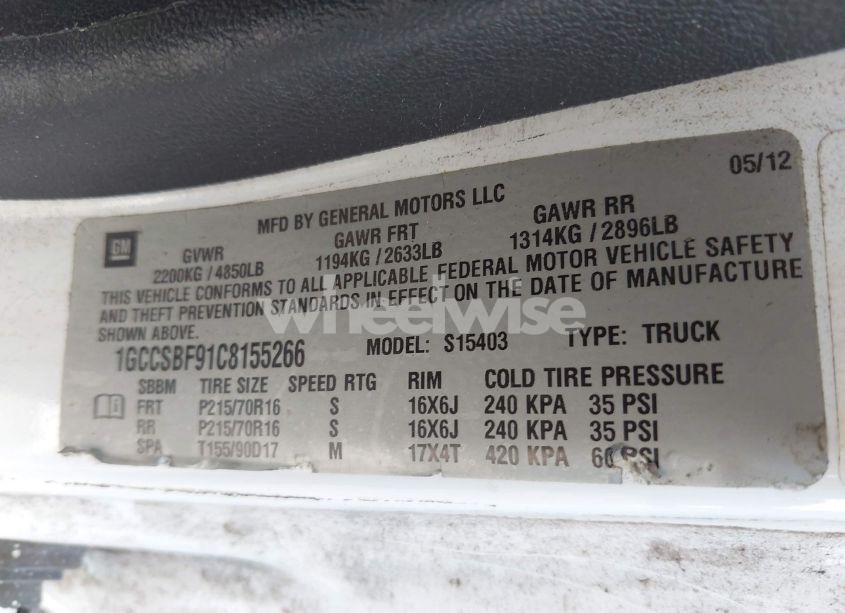 05/12
GM
MFD BY GENERAL MOTORS LLC
GVWR GAWR FRT GAWR RR
2200KG / 4850LB 1194KG / 2633LB 1314KG / 2896LB
THIS VEHICLE CONFORMS TO ALL APPLICABLE FEDERAL MOTOR VEHICLE SAFETY
AND THEFT PREVENTION STANDARDS IN EFFECT ON THE DATE OF MANUFACTURE
SHOWN ABOVE.
wheelwise
1GCCSBF91C8155266 MODEL: S15403 TYPE: TRUCK
SBBM TIRE SIZE SPEED RTG RIM COLD TIRE PRESSURE
FRT P215/70R16 S 16X6J 240 KPA 35 PSI
RR P215/70R16 S 16X6J 240 KPA 35 PSI
SPA T155/90D17 M 17X4T 420 KPA 60 PSI